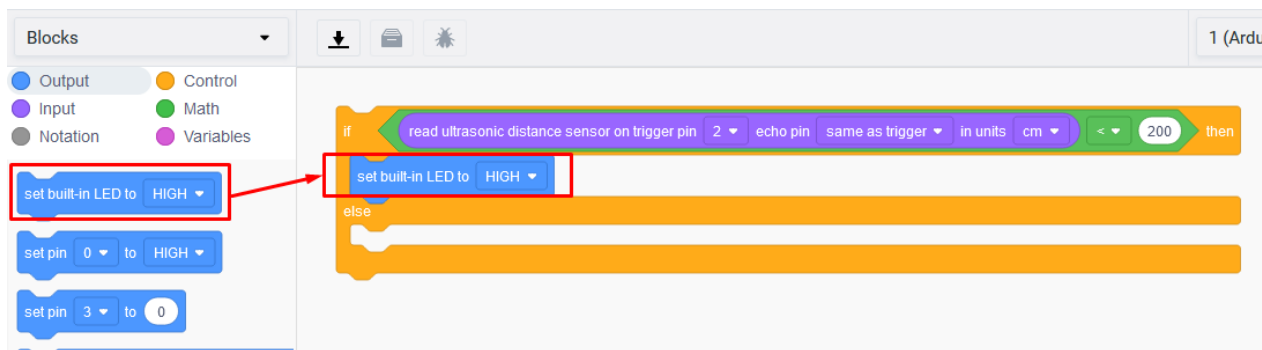 Blocks
1 (Ardu
Output
Control
Input
Math
Notation
Variables
set built-in LED to HIGH
set pin 0 to HIGH
set pin 3 to 0
if read ultrasonic distance sensor on trigger pin 2 echo pin same as trigger in units cm < 200 then
set built-in LED to HIGH
else